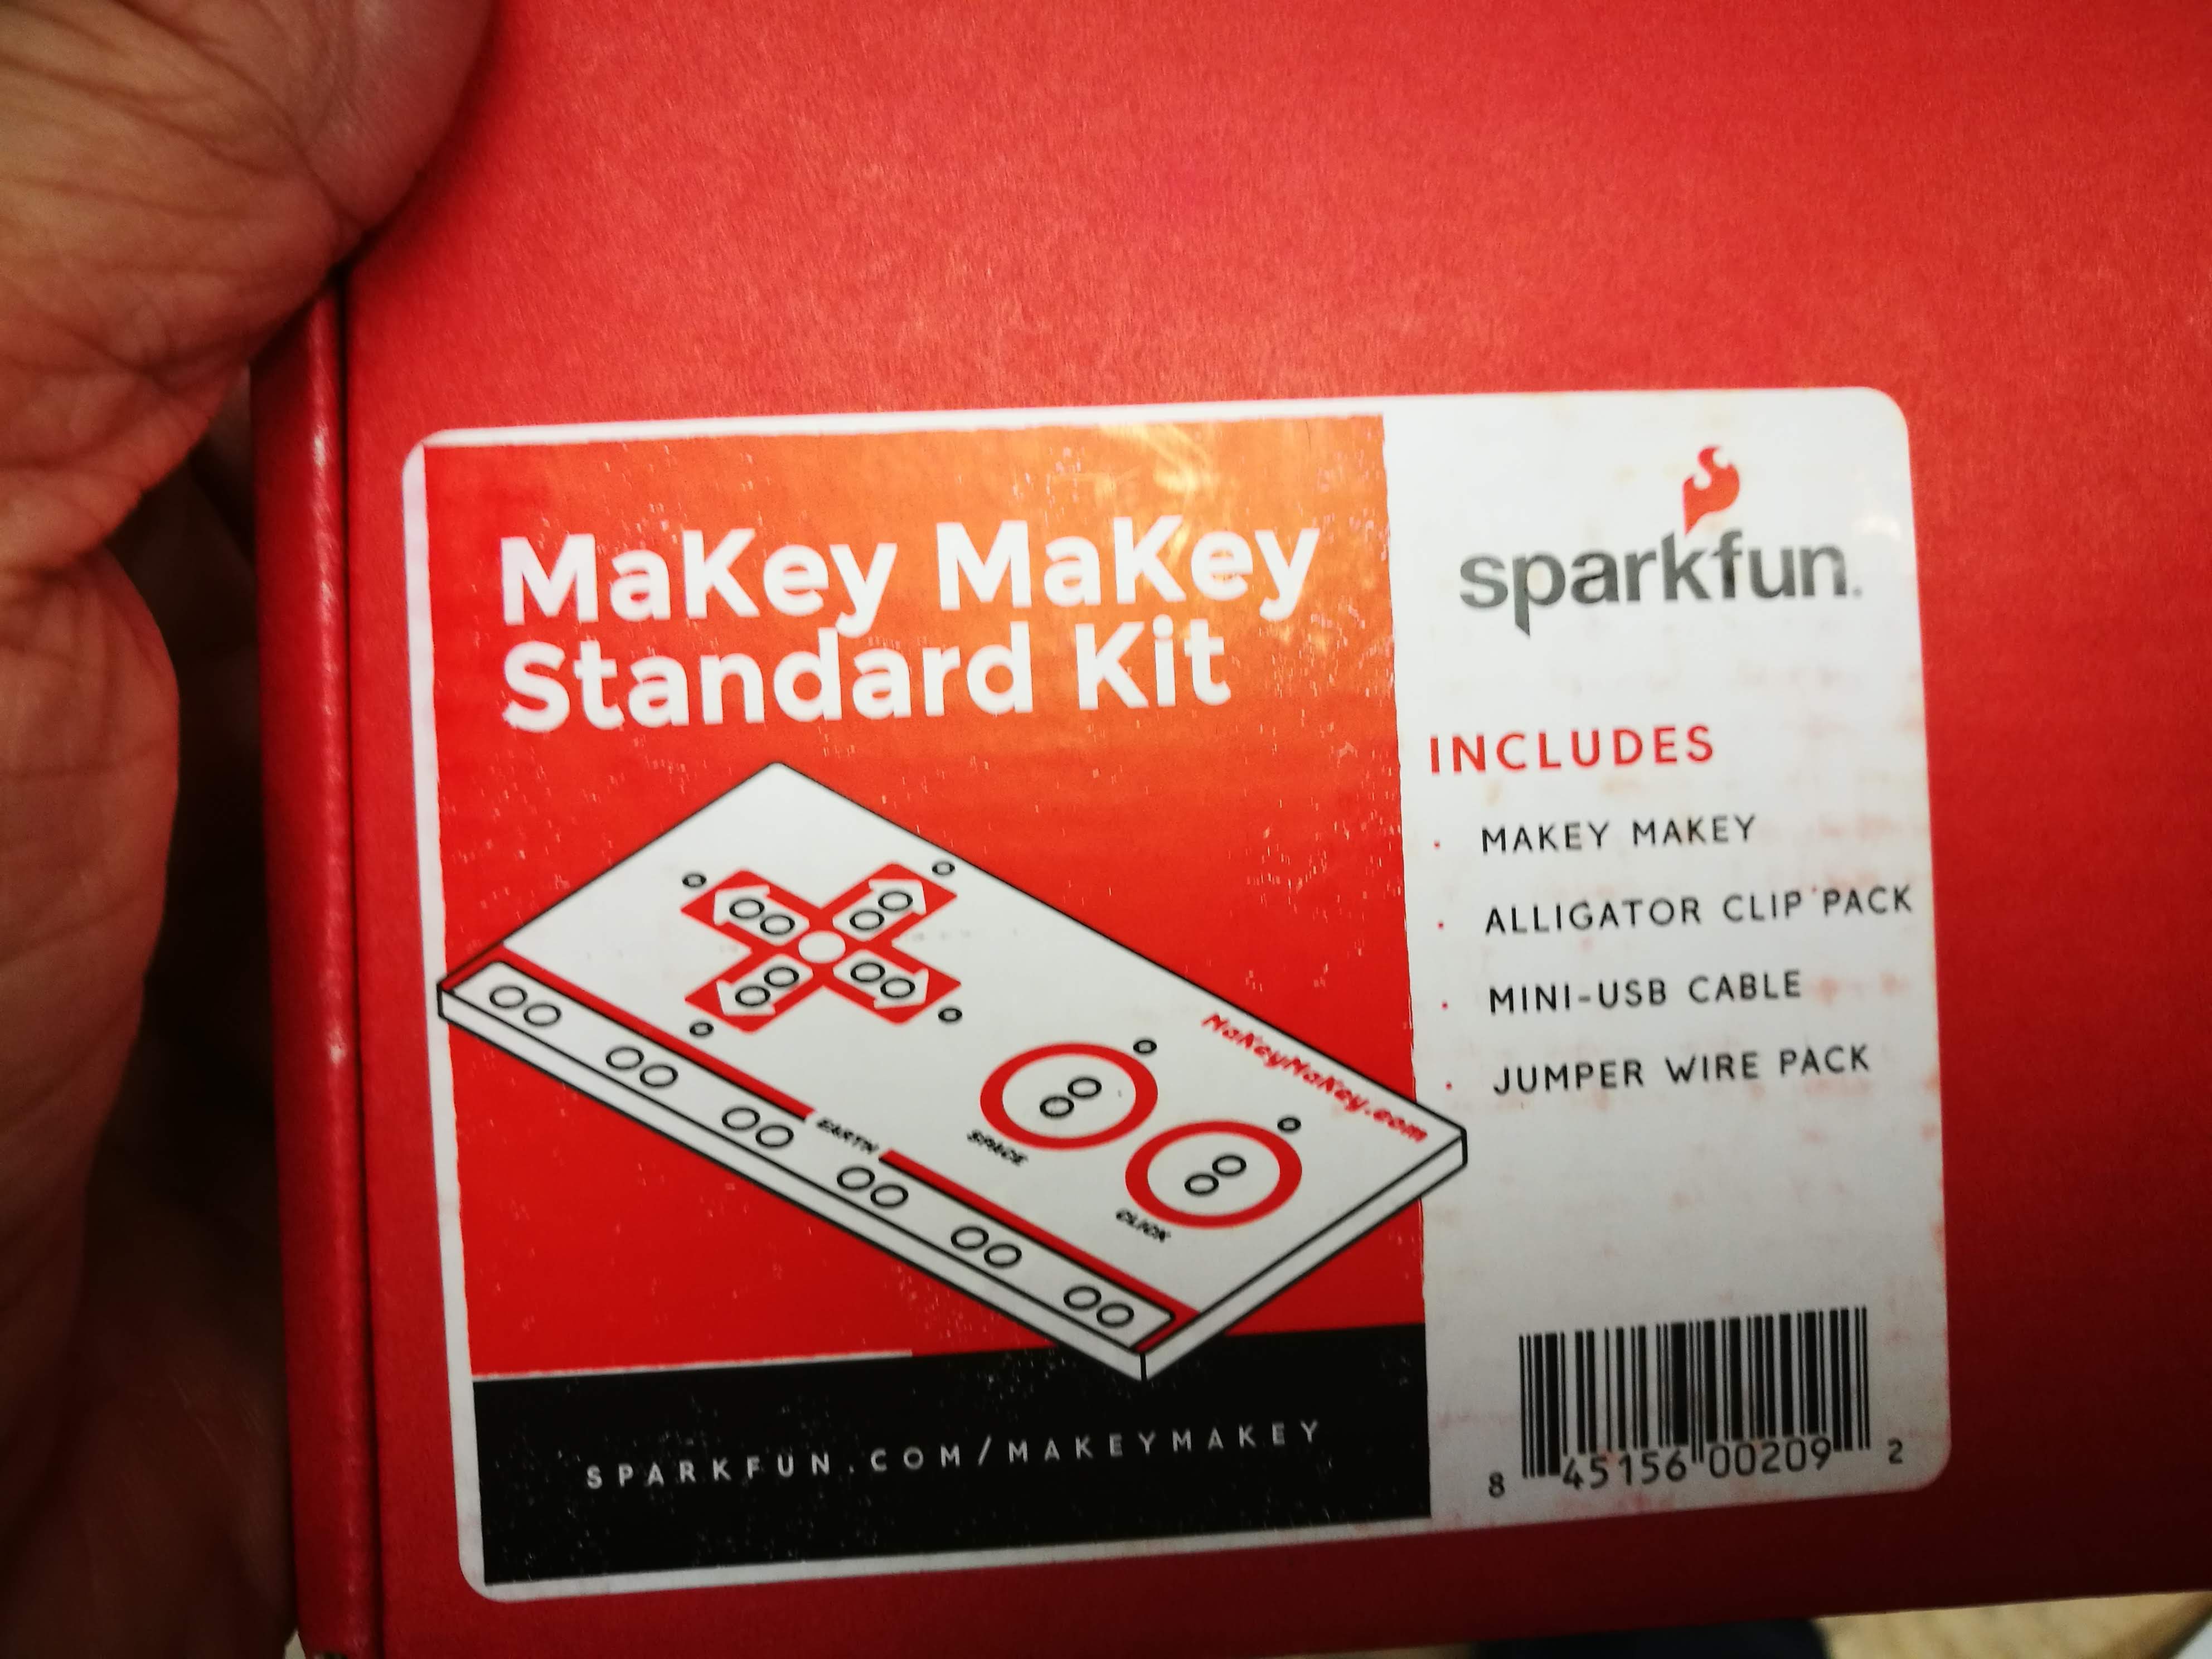 MaKey MaKey
Standard Kit
sparkfun.
INCLUDES
· MAKEY MAKEY
· ALLIGATOR CLIP PACK
· MINI-USB CABLE
· JUMPER WIRE PACK
MaKeyMaKey.com
SPACE
CLICK
EARTH
SPARKFUN.COM/MAKEYMAKEY
8 45156 00209 2